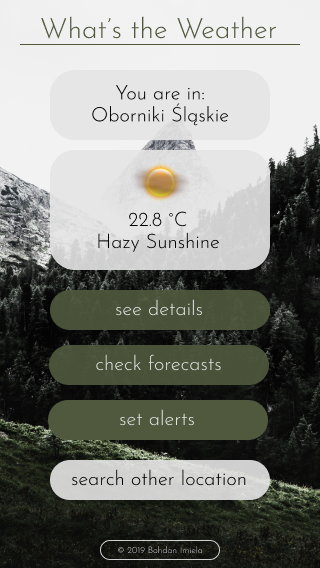 What's the Weather
You are in:
Oborniki Śląskie
22.8 °C
Hazy Sunshine
see details
check forecasts
set alerts
search other location
© 2019 Bohdan Imiela